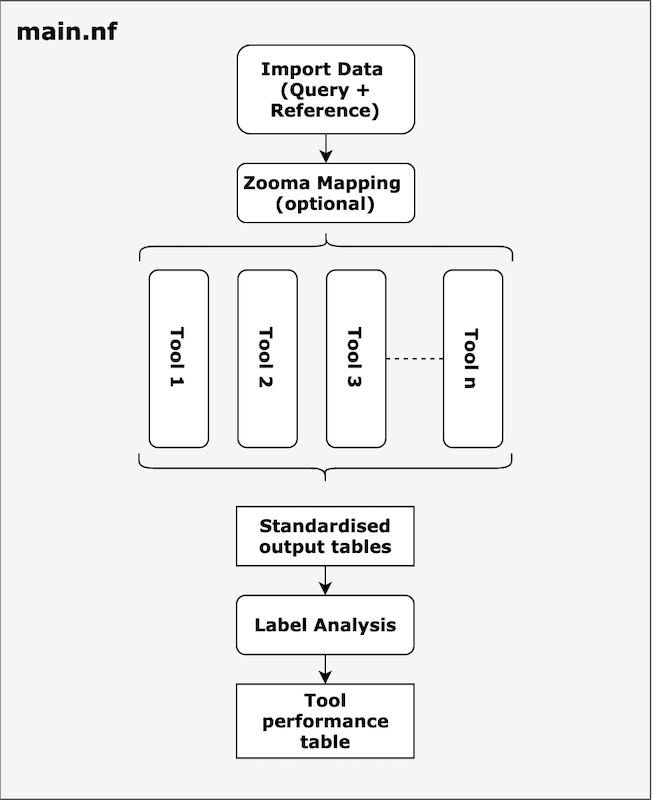 main.nf
Import Data
(Query +
Reference)
Zooma Mapping
(optional)
Tool 1
Tool 2
Tool 3
Tool n
Standardised
output tables
Label Analysis
Tool
performance
table